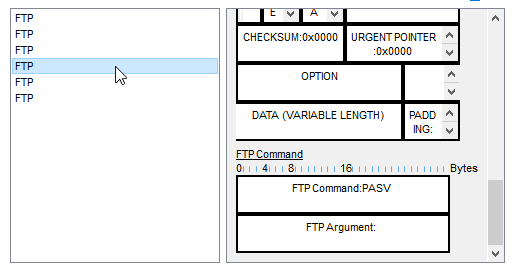 FTP
FTP
FTP
FTP
FTP
FTP
E A
CHECKSUM:0x0000 URGENT POINTER
:0x0000
OPTION
DATA (VARIABLE LENGTH) PADD
ING:
FTP Command
0 4 8 16 Bytes
FTP Command:PASV
FTP Argument: